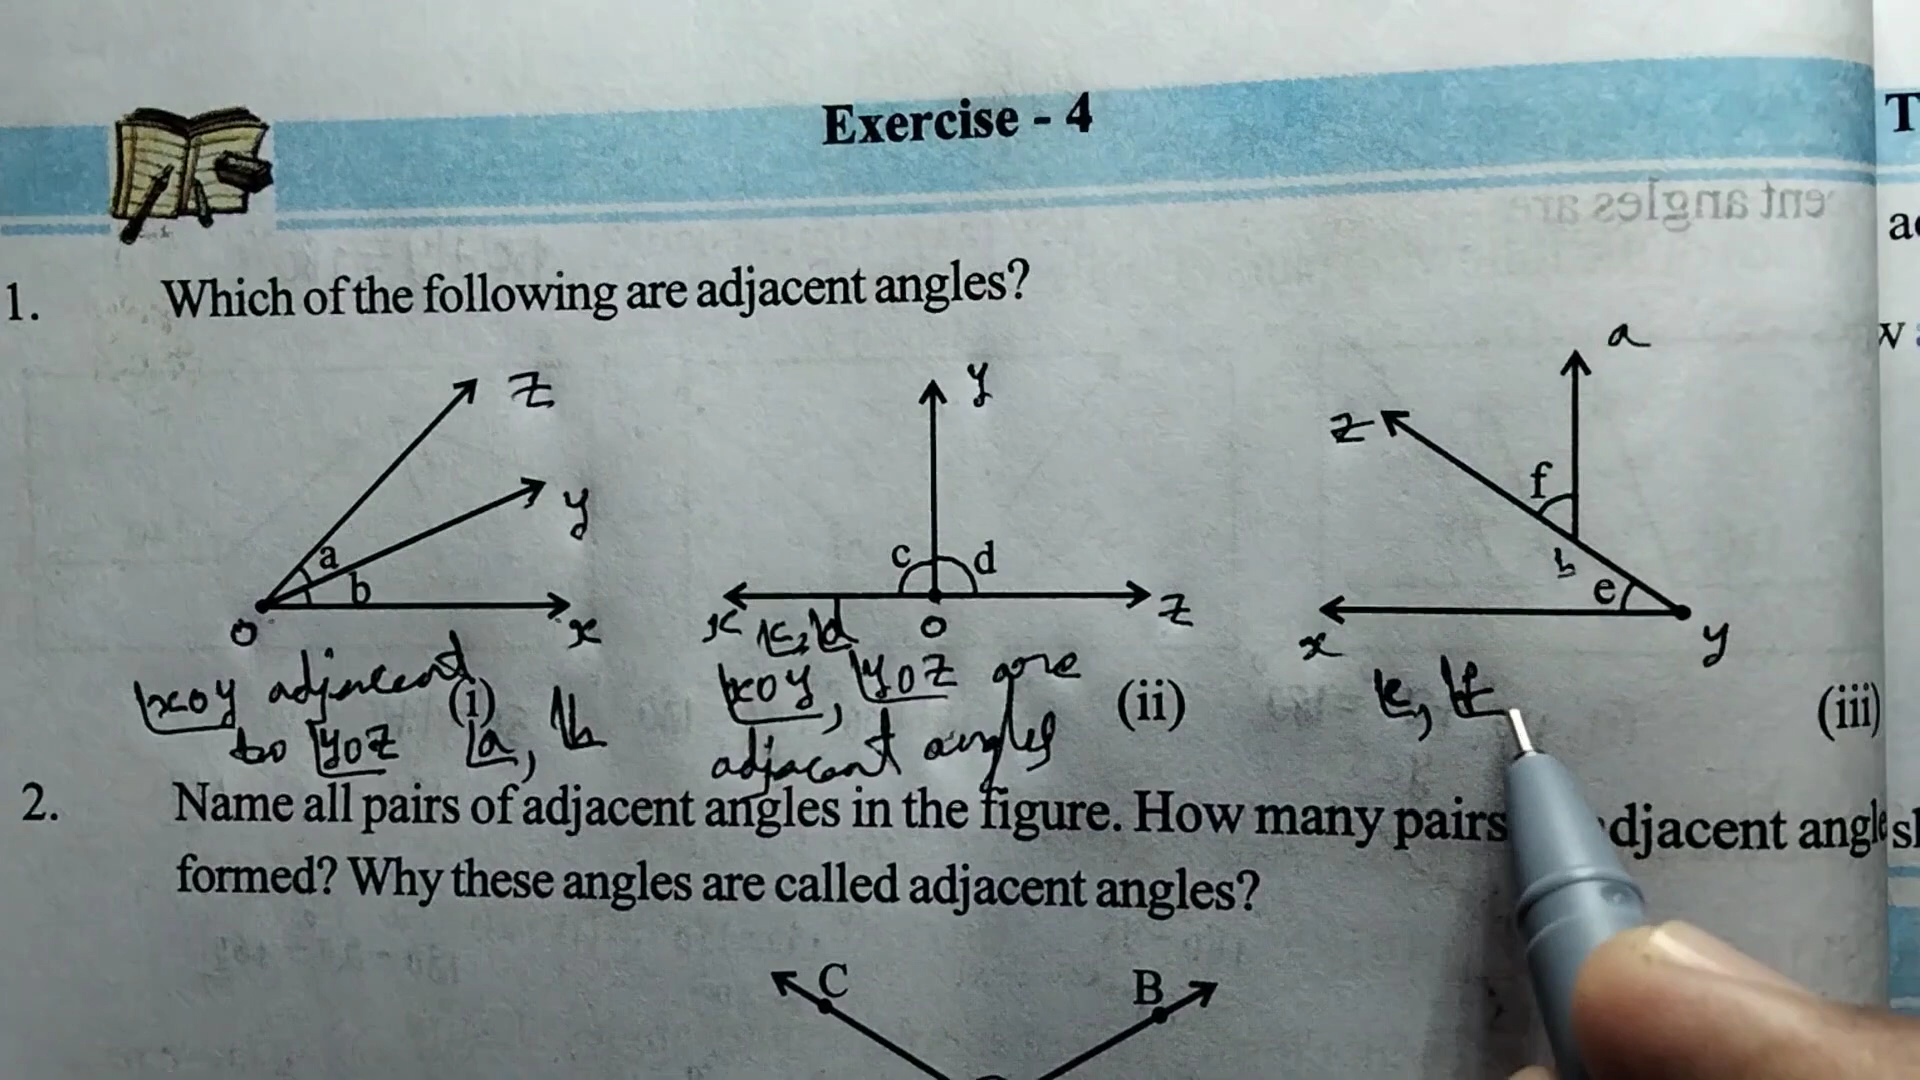 Exercise - 4
1. Which of the following are adjacent angles?
z
y
a
b
o
x
y
c
d
x
o
z
a
z
f
b
e
x
y
∠xoy adjacent
to ∠yoz
(i)
∠a, ∠b
∠c, ∠d
∠xoy, ∠yoz are
adjacent angles
(ii)
∠e, ∠f
(iii)
2. Name all pairs of adjacent angles in the figure. How many pairs djacent angle
formed? Why these angles are called adjacent angles?
C
B